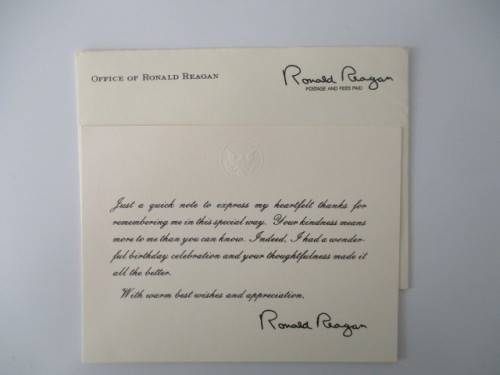 OFFICE OF RONALD REAGAN
Ronald Reagan
POSTAGE AND FEES PAID
Just a quick note to express my heartfelt thanks for
remembering me in this special way. Your kindness means
more to me than you can know. Indeed, I had a wonder-
ful birthday celebration and your thoughtfulness made it
all the better.
With warm best wishes and appreciation,
Ronald Reagan